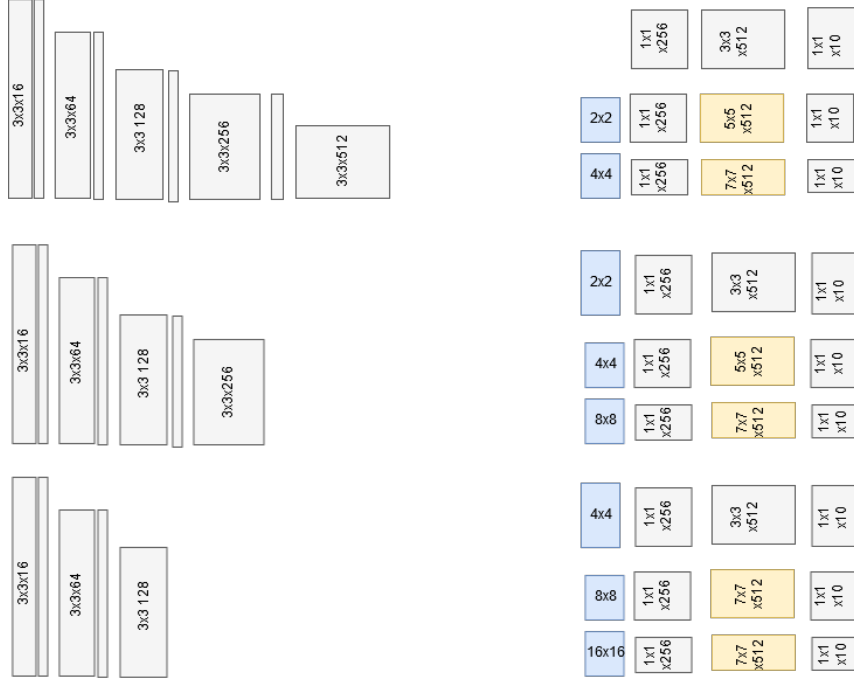 3x3x16
3x3x64
3x3 128
3x3x256
3x3x512
1x1
x256
3x3
x512
1x1
x10
2x2
1x1
x256
5x5
x512
1x1
x10
4x4
1x1
x256
7x7
x512
1x1
x10
3x3x16
3x3x64
3x3 128
3x3x256
2x2
1x1
x256
3x3
x512
1x1
x10
4x4
1x1
x256
5x5
x512
1x1
x10
8x8
1x1
x256
7x7
x512
1x1
x10
3x3x16
3x3x64
3x3 128
4x4
1x1
x256
3x3
x512
1x1
x10
8x8
1x1
x256
7x7
x512
1x1
x10
16x16
1x1
x256
7x7
x512
1x1
x10